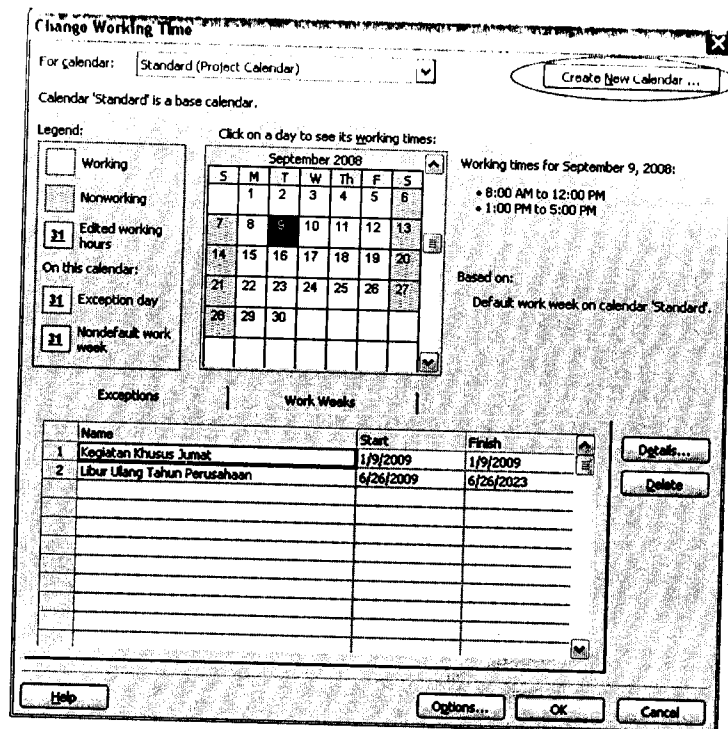 Change Working Time
For calendar: Standard (Project Calendar)
Create New Calendar ...
Calendar 'Standard' is a base calendar.
Legend:
Working
Nonworking
31 Edited working
hours
On this calendar:
31 Exception day
31 Nondefault work
week
Click on a day to see its working times:
September 2008
S M T W Th F S
1 2 3 4 5 6
7 8 9 10 11 12 13
14 15 16 17 18 19 20
21 22 23 24 25 26 27
28 29 30
Working times for September 9, 2008:
• 8:00 AM to 12:00 PM
• 1:00 PM to 5:00 PM
Based on:
Default work week on calendar 'Standard'.
Exceptions Work Weeks
Name Start Finish
1 Kegiatan Khusus Jumat 1/9/2009 1/9/2009
2 Libur Ulang Tahun Perusahaan 6/26/2009 6/26/2023
Details...
Delete
Help Options... OK Cancel